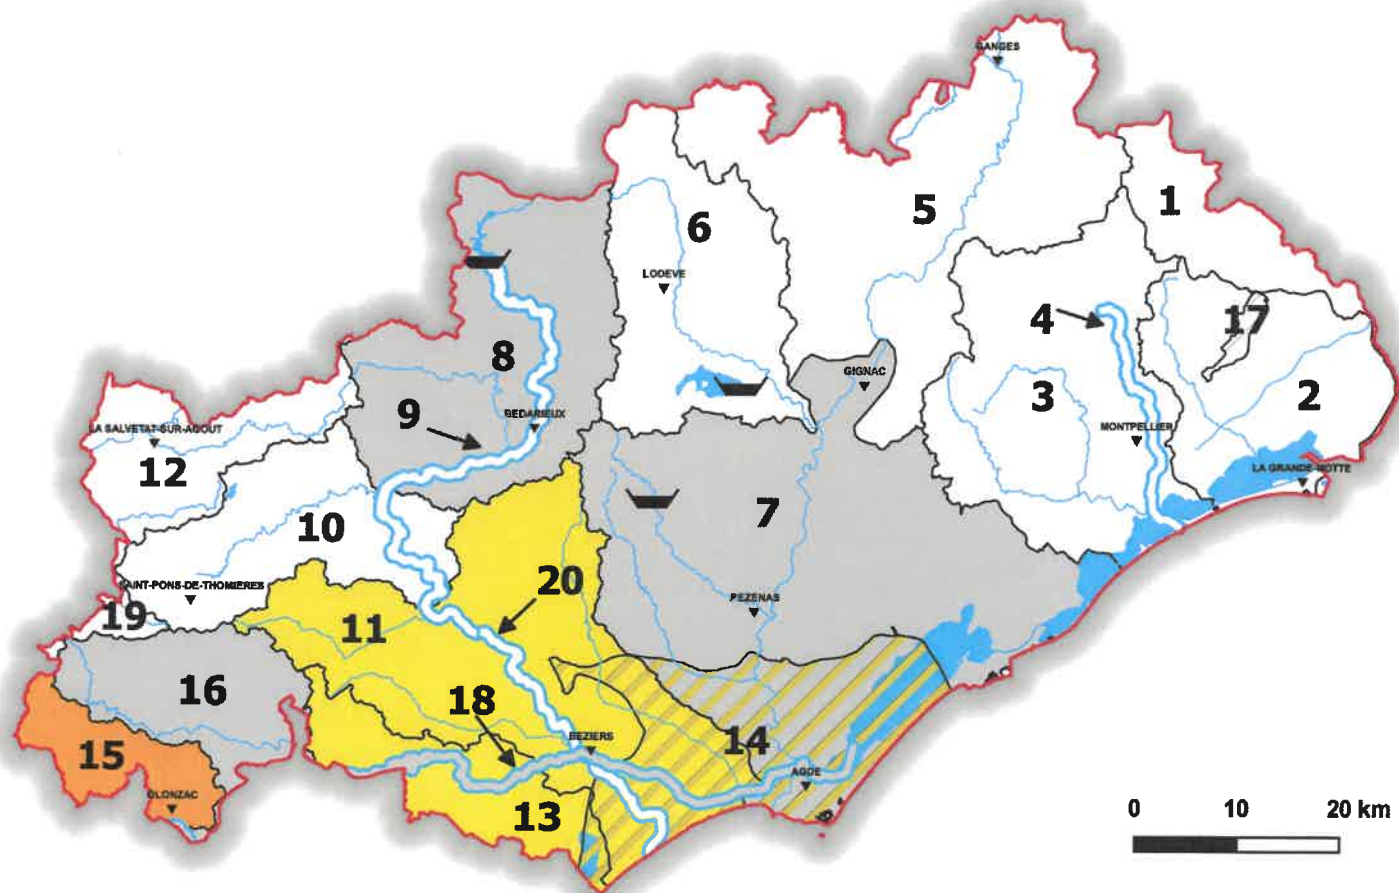 GANGES
1
5
6
LODEVE
4
17
8
GIGNAC
3
2
9
BEDARIEUX
MONTPELLIER
LA SALVETAT-SUR-AGOUT
12
LA GRANDE-MOTTE
7
10
20
SAINT-PONS-DE-THOMIERES
PEZENAS
19
11
16
18
BEZIERS
14
15
AGDE
OLONZAC
13
0 10 20 km